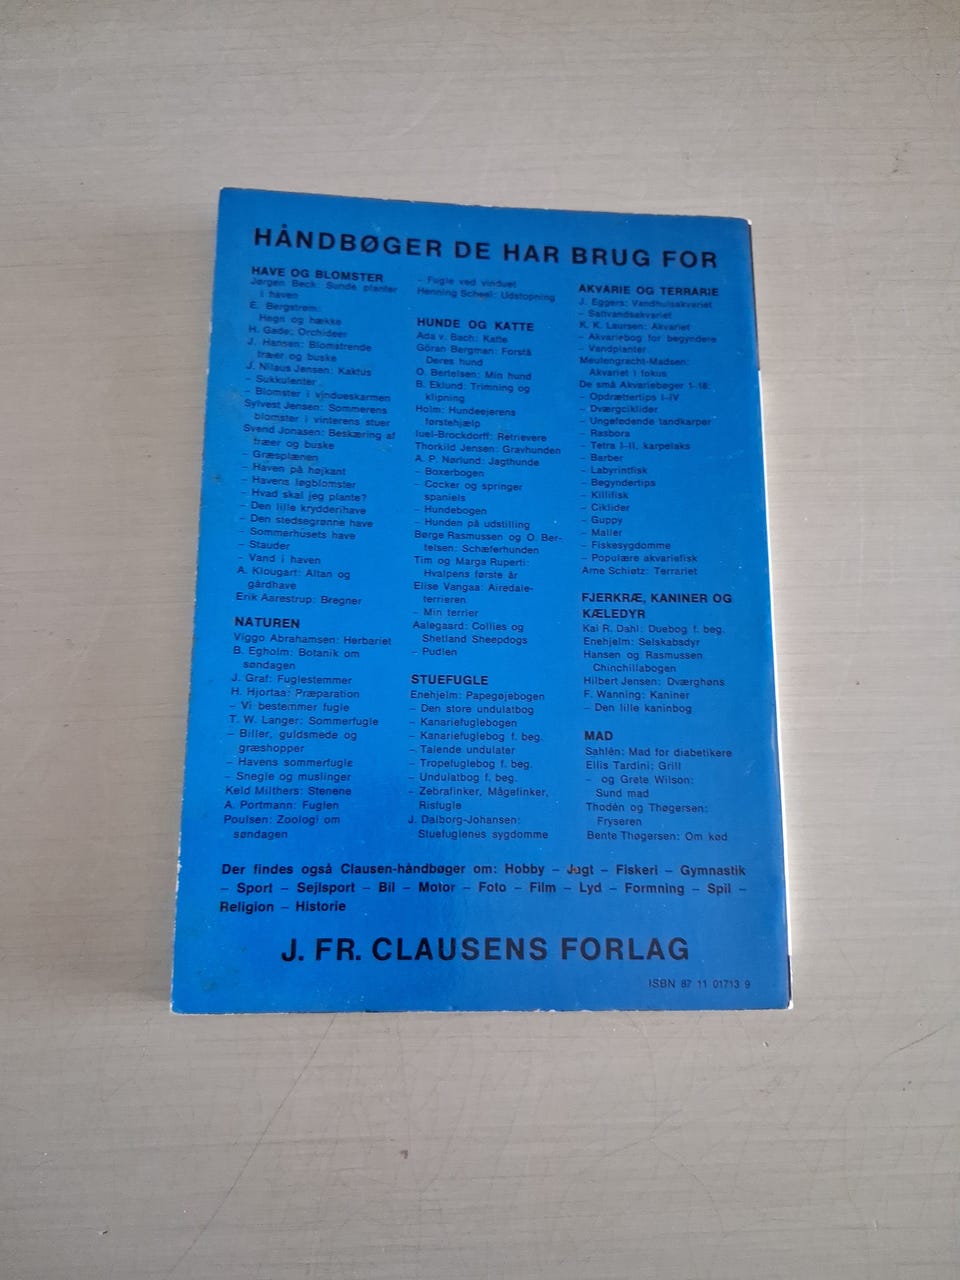 HÅNDBØGER DE HAR BRUG FOR
HAVE OG BLOMSTER
Jørgen Beck: Sunde planter
i haven
E. Bergstrøm:
Hegn og hække
H. Gade: Orchideer
J. Hansen: Blomstrende
træer og buske
J. Nilaus Jensen: Kaktus
– Sukkulenter
– Blomster i vindueskarmen
Sylvest Jensen: Sommerens
blomster i vinterens stuer
Svend Jonasen: Beskæring af
træer og buske
– Græsplænen
– Haven på højkant
– Havens løgblomster
– Hvad skal jeg plante?
– Den lille krydderihave
– Den stedsegrønne have
– Sommerhusets have
– Stauder
– Vand i haven
A. Klougart: Altan og
gårdhave
Erik Aarestrup: Bregner
NATUREN
Viggo Abrahamsen: Herbariet
B. Egholm: Botanik om
søndagen
J. Graf: Fuglestemmer
H. Hjortaa: Præparation
– Vi bestemmer fugle
T. W. Langer: Sommerfugle
– Biller, guldsmede og
græshopper
– Havens sommerfugle
– Snegle og muslinger
Keld Milthers: Stenene
A. Portmann: Fuglen
Poulsen: Zoologi om
søndagen
– Fugle ved vinduet
Henning Scheel: Udstopning
HUNDE OG KATTE
Ada v. Bach: Katte
Göran Bergman: Forstå
Deres hund
O. Bertelsen: Min hund
B. Eklund: Trimning og
klipning
Holm: Hundeejerens
førstehjælp
Iuel-Brockdorff: Retrievere
Thorkild Jensen: Gravhunden
A. P. Nørlund: Jagthunde
– Boxerbogen
– Cocker og springer
spaniels
– Hundebogen
– Hunden på udstilling
Børge Rasmussen og O. Ber-
telsen: Schæferhunden
Tim og Marga Ruperti:
Hvalpens første år
Elise Vangaa: Airedale-
terrieren
– Min terrier
Aalegaard: Collies og
Shetland Sheepdogs
– Pudlen
STUEFUGLE
Enehjelm: Papegøjebogen
– Den store undulatbog
– Kanariefuglebogen
– Kanariefuglebog f. beg.
– Talende undulater
– Tropefuglebog f. beg.
– Undulatbog f. beg.
– Zebrafinker, Mågefinker,
Risfugle
J. Dalborg-Johansen:
Stuefuglenes sygdomme
AKVARIE OG TERRARIE
J. Eggers: Vandhulsakvariet
– Saltvandsakvariet
K. K. Laursen: Akvariet
– Akvariebog for begyndere
– Vandplanter
Meulengracht-Madsen:
Akvariet i fokus
De små Akvariebøger 1–18:
– Opdrættertips I–IV
– Dværgciklider
– Ungefødende tandkarper
– Rasbora
– Tetra I–II, karpelaks
– Barber
– Labyrintfisk
– Begyndertips
– Killifisk
– Ciklider
– Guppy
– Maller
– Fiskesygdomme
– Populære akvariefisk
Arne Schiøtz: Terrariet
FJERKRÆ, KANINER OG
KÆLEDYR
Kai R. Dahl: Duebog f. beg.
Enehjelm: Selskabsdyr
Hansen og Rasmussen
Chinchillabogen
Hilbert Jensen: Dværghøns
F. Wanning: Kaniner
– Den lille kaninbog
MAD
Sahlén: Mad for diabetikere
Ellis Tardini: Grill
– og Grete Wilson:
Sund mad
Thodén og Thøgersen:
Fryseren
Bente Thøgersen: Om kød
Der findes også Clausen-håndbøger om: Hobby – Jagt – Fiskeri – Gymnastik
– Sport – Sejlsport – Bil – Motor – Foto – Film – Lyd – Formning – Spil –
Religion – Historie
J. FR. CLAUSENS FORLAG
ISBN 87 11 01713 9